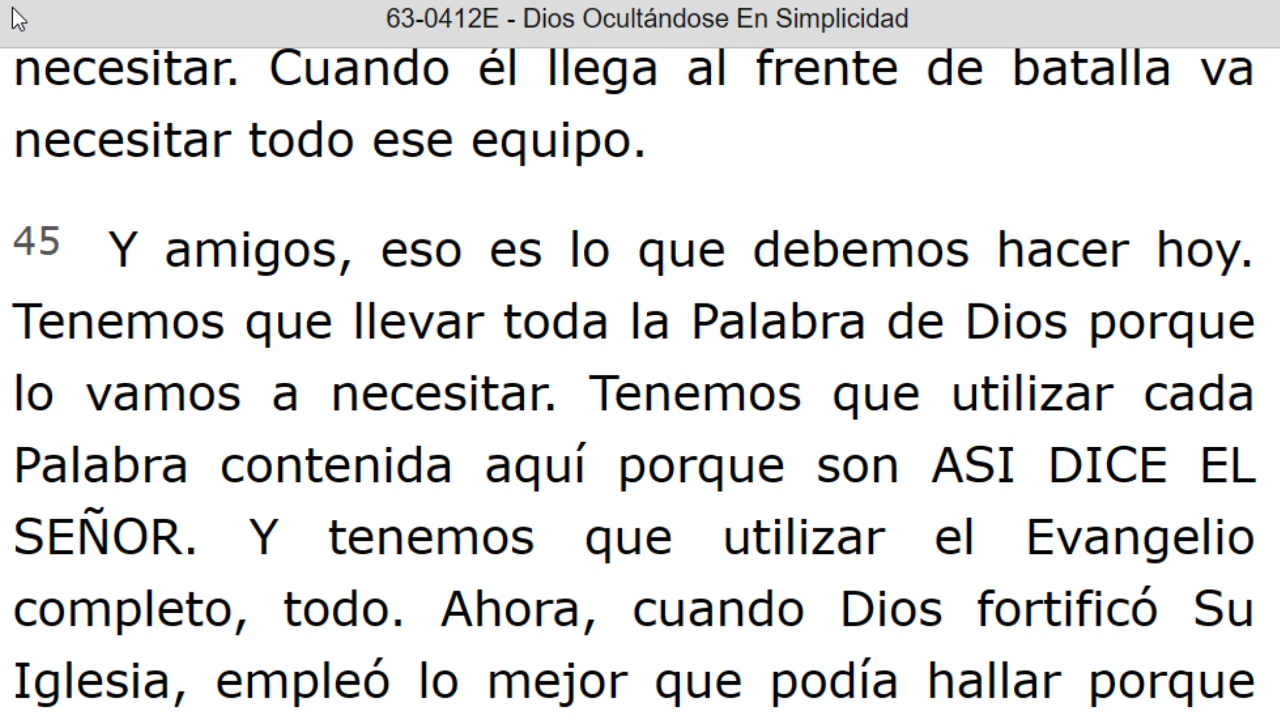 63-0412E - Dios Ocultándose En Simplicidad
necesitar. Cuando él llega al frente de batalla va
necesitar todo ese equipo.
45 Y amigos, eso es lo que debemos hacer hoy.
Tenemos que llevar toda la Palabra de Dios porque
lo vamos a necesitar. Tenemos que utilizar cada
Palabra contenida aquí porque son ASI DICE EL
SEÑOR. Y tenemos que utilizar el Evangelio
completo, todo. Ahora, cuando Dios fortificó Su
Iglesia, empleó lo mejor que podía hallar porque